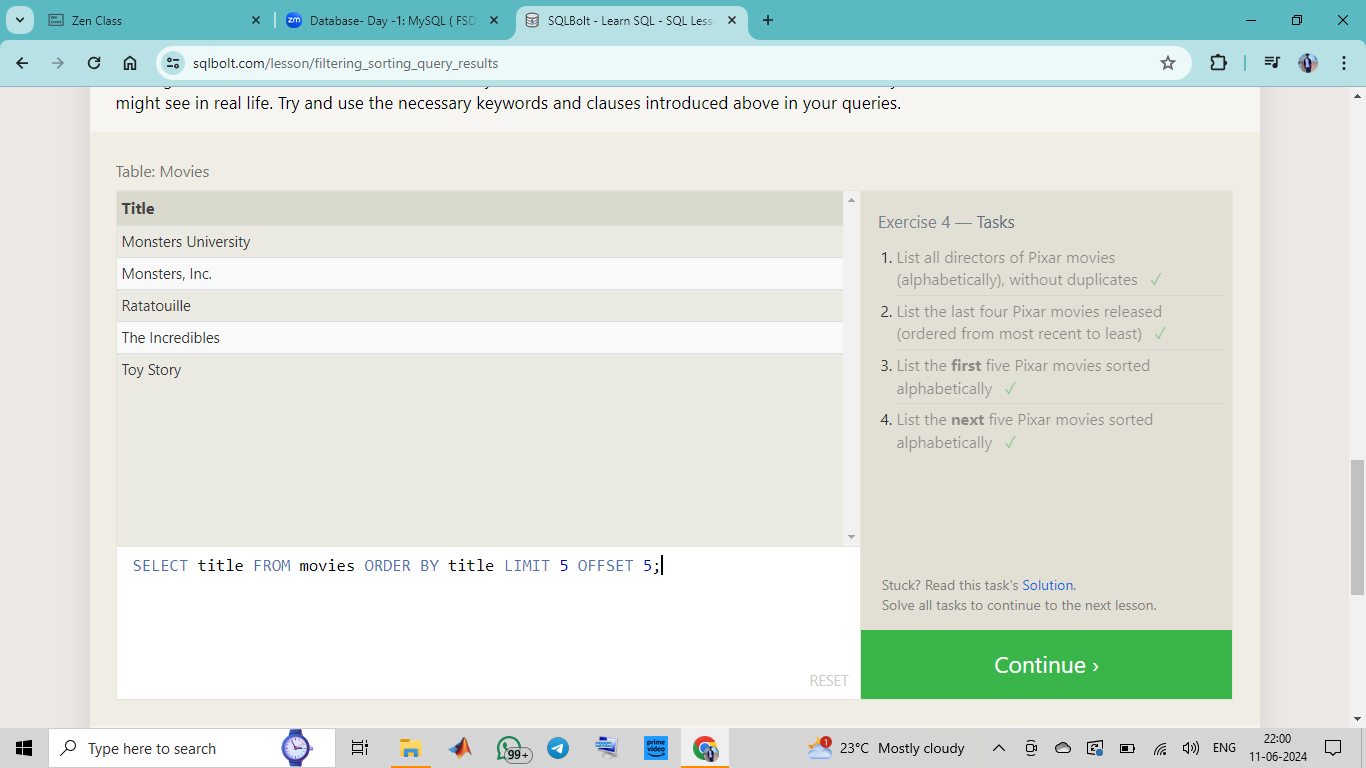 Zen Class
zm
Database- Day -1: MySQL ( FSD
SQLBolt - Learn SQL - SQL Less
sqlbolt.com/lesson/filtering_sorting_query_results
might see in real life. Try and use the necessary keywords and clauses introduced above in your queries.
Table: Movies
Title
Monsters University
Monsters, Inc.
Ratatouille
The Incredibles
Toy Story
SELECT title FROM movies ORDER BY title LIMIT 5 OFFSET 5;
RESET
Exercise 4 — Tasks
1. List all directors of Pixar movies
(alphabetically), without duplicates ✓
2. List the last four Pixar movies released
(ordered from most recent to least) ✓
3. List the first five Pixar movies sorted
alphabetically ✓
4. List the next five Pixar movies sorted
alphabetically ✓
Stuck? Read this task's Solution.
Solve all tasks to continue to the next lesson.
Continue ›
Type here to search
99+
prime
video
1
23°C Mostly cloudy
ENG
22:00
11-06-2024